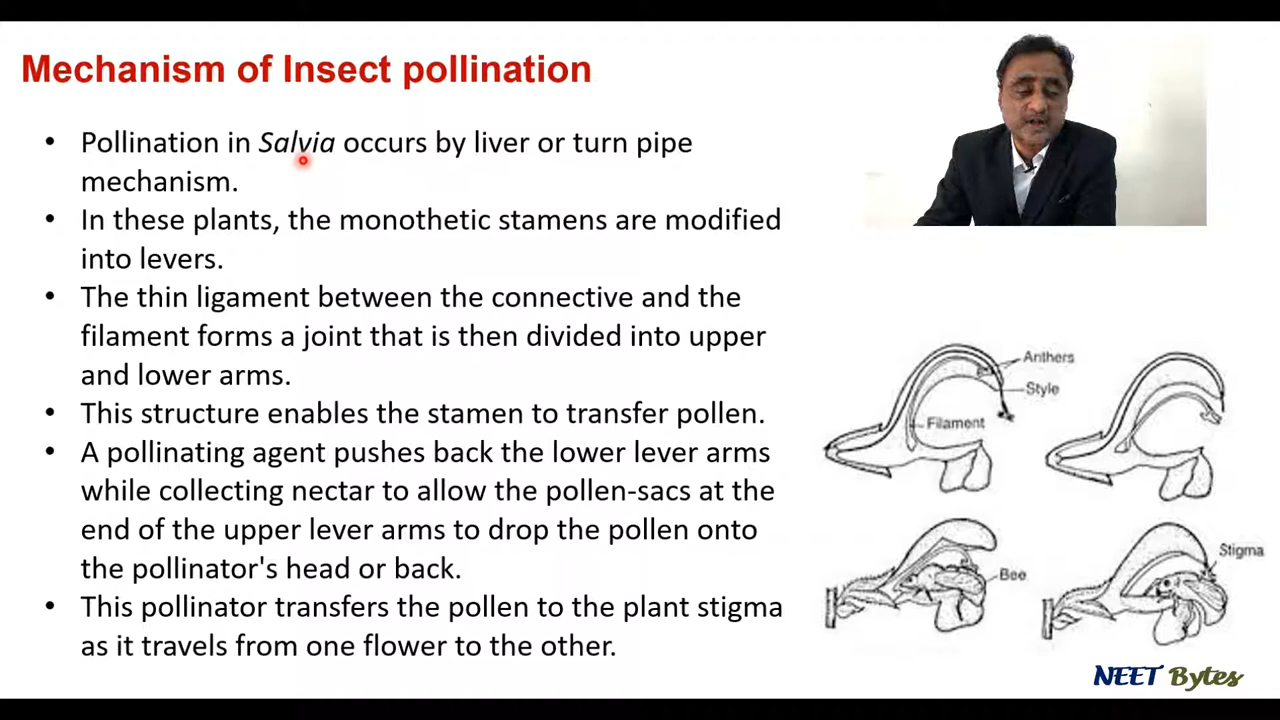 Mechanism of Insect pollination
• Pollination in Salvia occurs by liver or turn pipe
mechanism.
• In these plants, the monothetic stamens are modified
into levers.
• The thin ligament between the connective and the
filament forms a joint that is then divided into upper
and lower arms.
• This structure enables the stamen to transfer pollen.
• A pollinating agent pushes back the lower lever arms
while collecting nectar to allow the pollen-sacs at the
end of the upper lever arms to drop the pollen onto
the pollinator's head or back.
• This pollinator transfers the pollen to the plant stigma
as it travels from one flower to the other.
Anthers
Style
Filament
Bee
Stigma
NEET Bytes